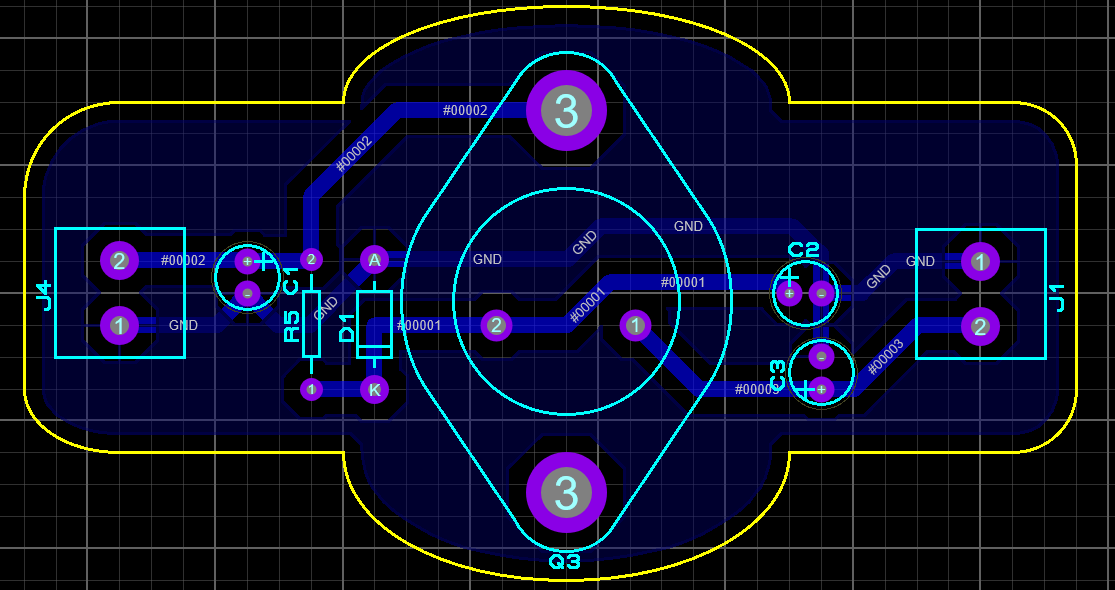 3
#00002
#00002
GND
GND
C2
2
#00002
+
+
2
A
GND
GND
GND
1
J4
-
C1
#00001
+
+
-
J1
1
GND
R5
GND
D1
#00001
2
#00001
1
2
-
#00003
C3
1
K
#00003
+
+
3
Q3